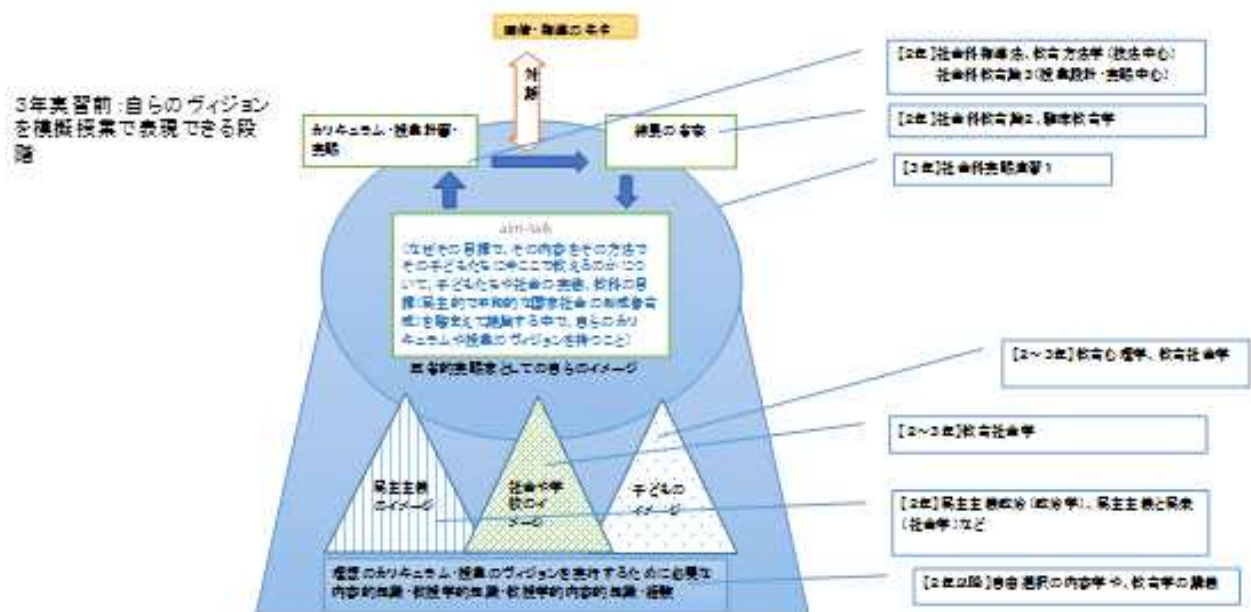 対話
3年実習前:自らのヴィジョン
を模擬授業で表現できる段
階
カリキュラム・授業計画・
実践
結果の省察
【2年】社会科指導法、教育方法学(技法中心)
社会科教育論3(授業設計・実践中心)
【2年】社会科教育論2、臨床教育学
【3年】社会科実践演習1
aim-talk
(なぜその目標で、その内容をその方法で
その子どもたちに今ここで教えるのかにつ
いて、子どもたちや社会の実態、教科の目
標(民主的で平和的な国家社会の形成者育
成)を踏まえて議論する中で、自らのカリ
キュラムや授業のヴィジョンを持つこと)
反省的実践家としての自らのイメージ
【2~3年】教育心理学、教育社会学
【2~3年】教育社会学
民主主義
のイメージ
社会や学
校のイ
メージ
子どもの
イメージ
【2年】民主主義政治(政治学)、民主主義と民衆
(社会学)など
理想のカリキュラム・授業のヴィジョンを実行するために必要な
内容的知識・教授学的知識・教授学的内容的知識・経験
【2年以降】自由選択の内容学や、教育学の講義